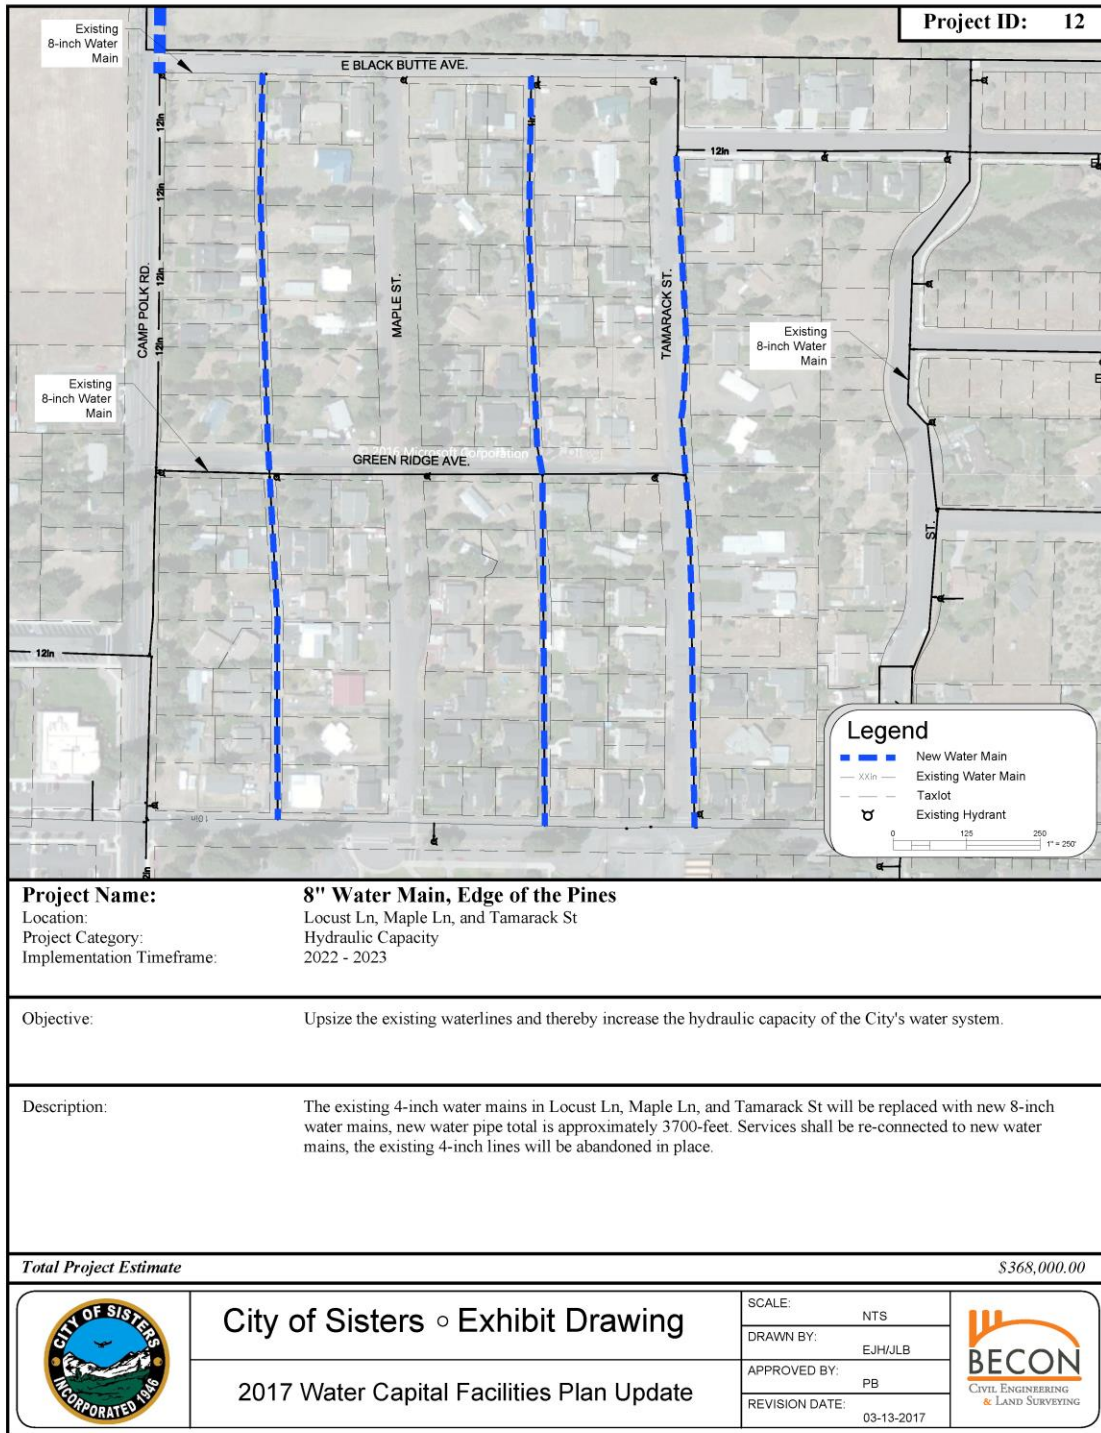 Project ID: 12
Existing
8-inch Water
Main
E BLACK BUTTE AVE.
12in
12in
12in
12in
12in
CAMP POLK RD.
MAPLE ST.
TAMARACK ST.
Existing
8-inch Water
Main
Existing
8-inch Water
Main
© 2016 Microsoft Corporation
GREEN RIDGE AVE.
ST.
12in
10in
2in
Legend
New Water Main
XXin Existing Water Main
Taxlot
Existing Hydrant
0 125 250
1" = 250'
Project Name: 8" Water Main, Edge of the Pines
Location: Locust Ln, Maple Ln, and Tamarack St
Project Category: Hydraulic Capacity
Implementation Timeframe: 2022 - 2023
Objective: Upsize the existing waterlines and thereby increase the hydraulic capacity of the City's water system.
Description: The existing 4-inch water mains in Locust Ln, Maple Ln, and Tamarack St will be replaced with new 8-inch
water mains, new water pipe total is approximately 3700-feet. Services shall be re-connected to new water
mains, the existing 4-inch lines will be abandoned in place.
Total Project Estimate $368,000.00
CITY OF SISTERS
INCORPORATED 1946
City of Sisters ○ Exhibit Drawing
2017 Water Capital Facilities Plan Update
SCALE: NTS
DRAWN BY: EJH/JLB
APPROVED BY: PB
REVISION DATE: 03-13-2017
BECON
CIVIL ENGINEERING
& LAND SURVEYING